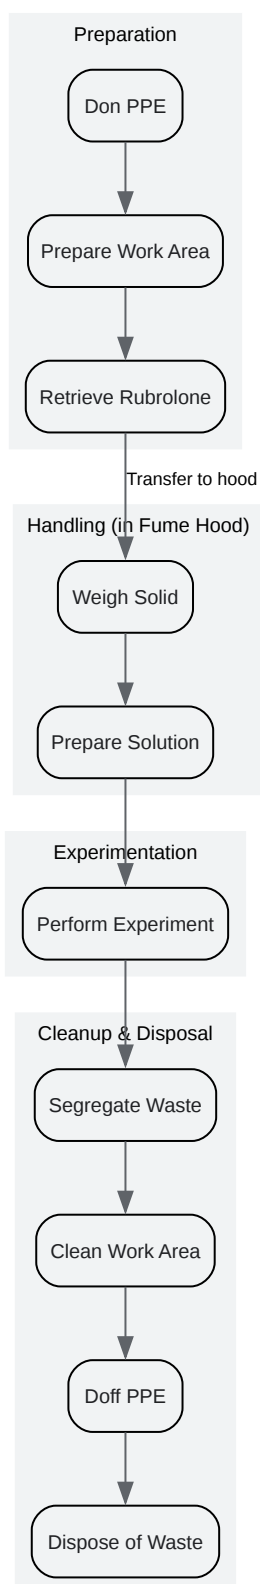 Preparation
Don PPE
Prepare Work Area
Retrieve Rubrolone
Transfer to hood
Handling (in Fume Hood)
Weigh Solid
Prepare Solution
Experimentation
Perform Experiment
Cleanup & Disposal
Segregate Waste
Clean Work Area
Doff PPE
Dispose of Waste